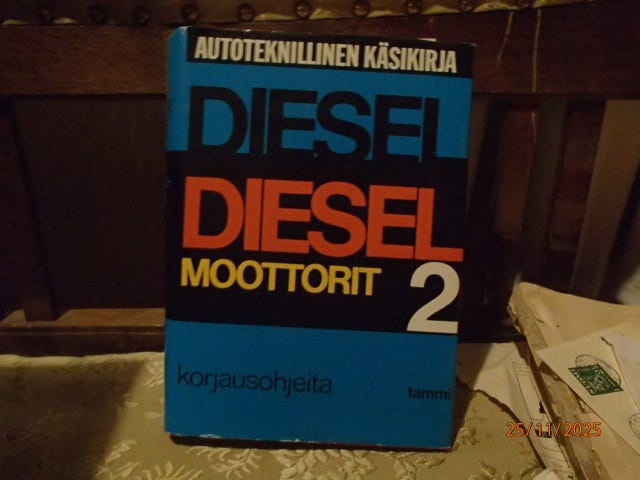 AUTOTEKNILLINEN KÄSIKIRJA
DIESEL
DIESEL
MOOTTORIT 2
korjausohjeita
tammi
25/11/2025